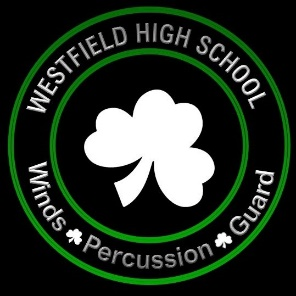 WESTFIELD HIGH SCHOOL
Winds ☘ Percussion ☘ Guard